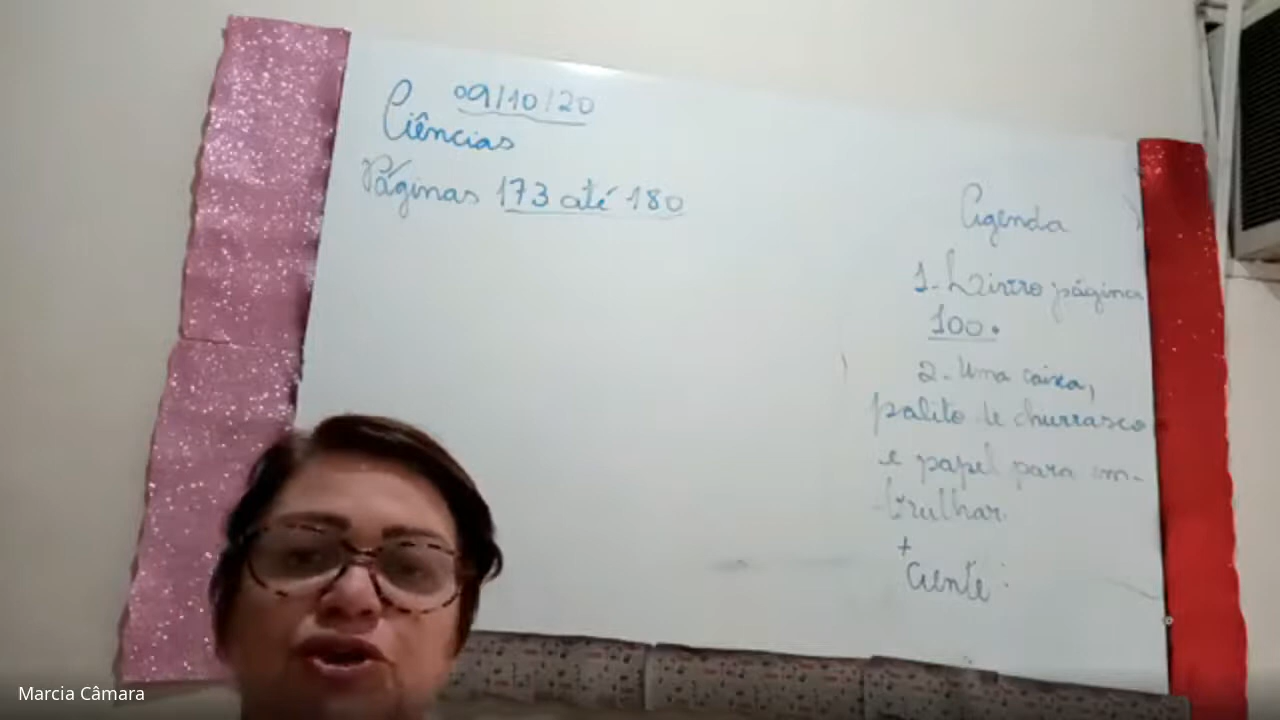 09/10/20
Ciências
Páginas 173 até 180
Agenda
1- Livro página
100.
2- Uma caixa,
palito de churrasco
e papel para em-
brulhar.
+
Ciente:
Marcia Câmara